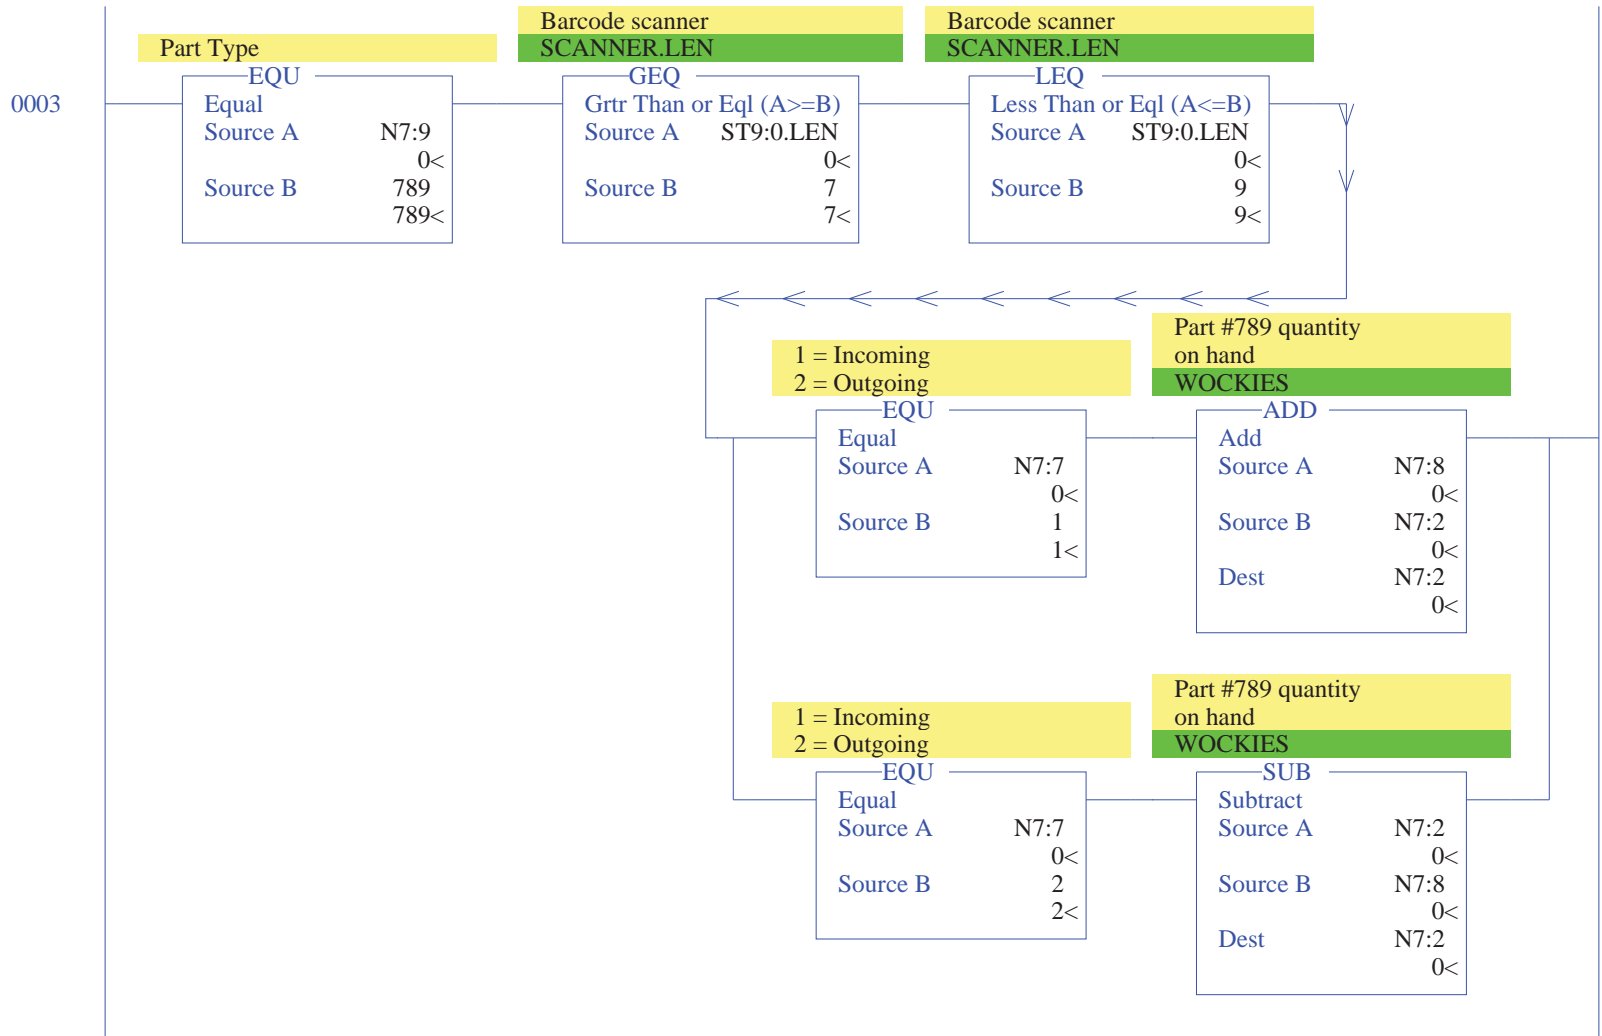 Part Type
Barcode scanner
SCANNER.LEN
Barcode scanner
SCANNER.LEN
0003
EQU
Equal
Source A N7:9
0<
Source B 789
789<
GEQ
Grtr Than or Eql (A>=B)
Source A ST9:0.LEN
0<
Source B 7
7<
LEQ
Less Than or Eql (A<=B)
Source A ST9:0.LEN
0<
Source B 9
9<
1 = Incoming
2 = Outgoing
EQU
Equal
Source A N7:7
0<
Source B 1
1<
Part #789 quantity
on hand
WOCKIES
ADD
Add
Source A N7:8
0<
Source B N7:2
0<
Dest N7:2
0<
1 = Incoming
2 = Outgoing
EQU
Equal
Source A N7:7
0<
Source B 2
2<
Part #789 quantity
on hand
WOCKIES
SUB
Subtract
Source A N7:2
0<
Source B N7:8
0<
Dest N7:2
0<